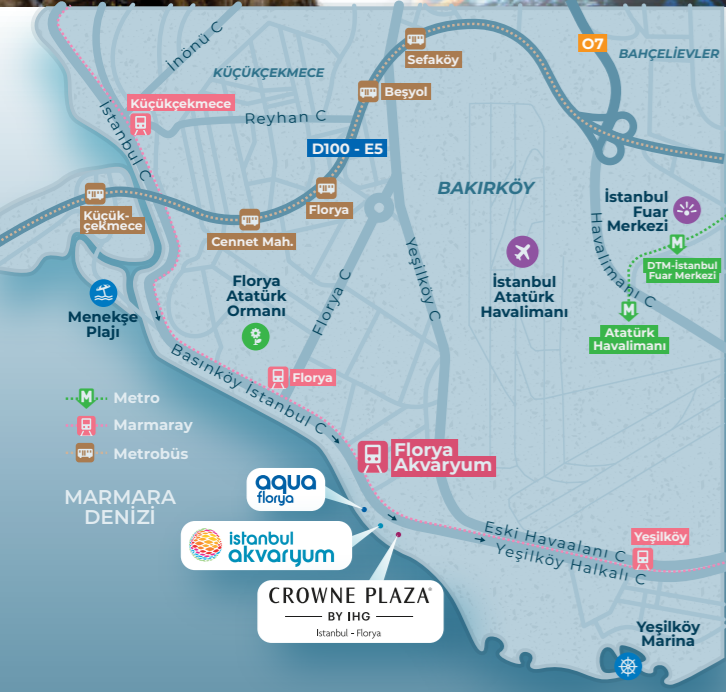 İnönü C
KÜÇÜKÇEKMECE
Sefaköy
O7
BAHÇELİEVLER
Küçükçekmece
Beşyol
İstanbul C
Reyhan C
D100 - E5
BAKIRKÖY
Küçük-
çekmece
Florya
Cennet Mah.
İstanbul
Fuar
Merkezi
M
DTM-İstanbul
Fuar Merkezi
Havalimanı C
Yeşilköy C
Florya C
Florya
Atatürk
Ormanı
İstanbul
Atatürk
Havalimanı
Menekşe
Plajı
M
Atatürk
Havalimanı
Basınköy İstanbul C
Florya
M
Metro
Marmaray
Metrobüs
Florya
Akvaryum
MARMARA
DENİZİ
aqua
florya
istanbul
akvaryum
Eski Havaalanı C
Yeşilköy Halkalı C
Yeşilköy
CROWNE PLAZA
BY IHG
İstanbul - Florya
Yeşilköy
Marina